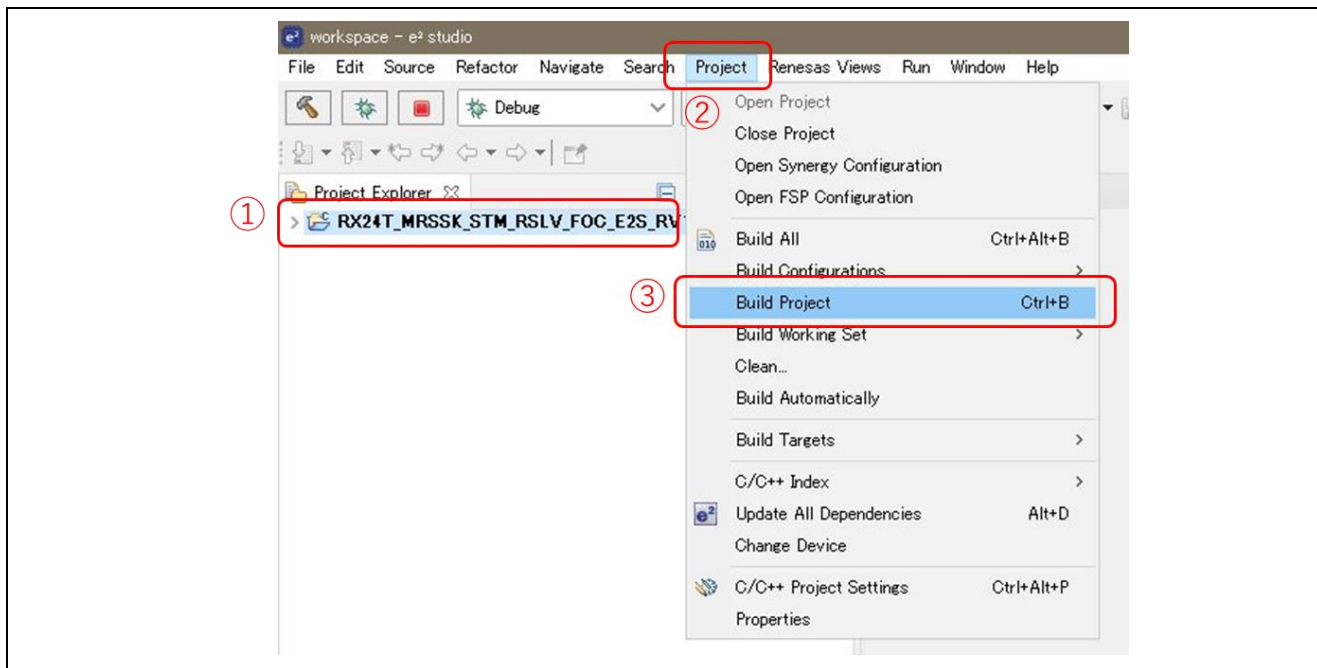 workspace - e² studio
File Edit Source Refactor Navigate Search Project Renesas Views Run Window Help
Debug
②
Open Project
Close Project
Open Synergy Configuration
Open FSP Configuration
Project Explorer
①
RX24T_MRSSK_STM_RSLV_FOC_E2S_RV
Build All Ctrl+Alt+B
Build Configurations
③
Build Project Ctrl+B
Build Working Set
Clean...
Build Automatically
Build Targets
C/C++ Index
Update All Dependencies Alt+D
Change Device
C/C++ Project Settings Ctrl+Alt+P
Properties